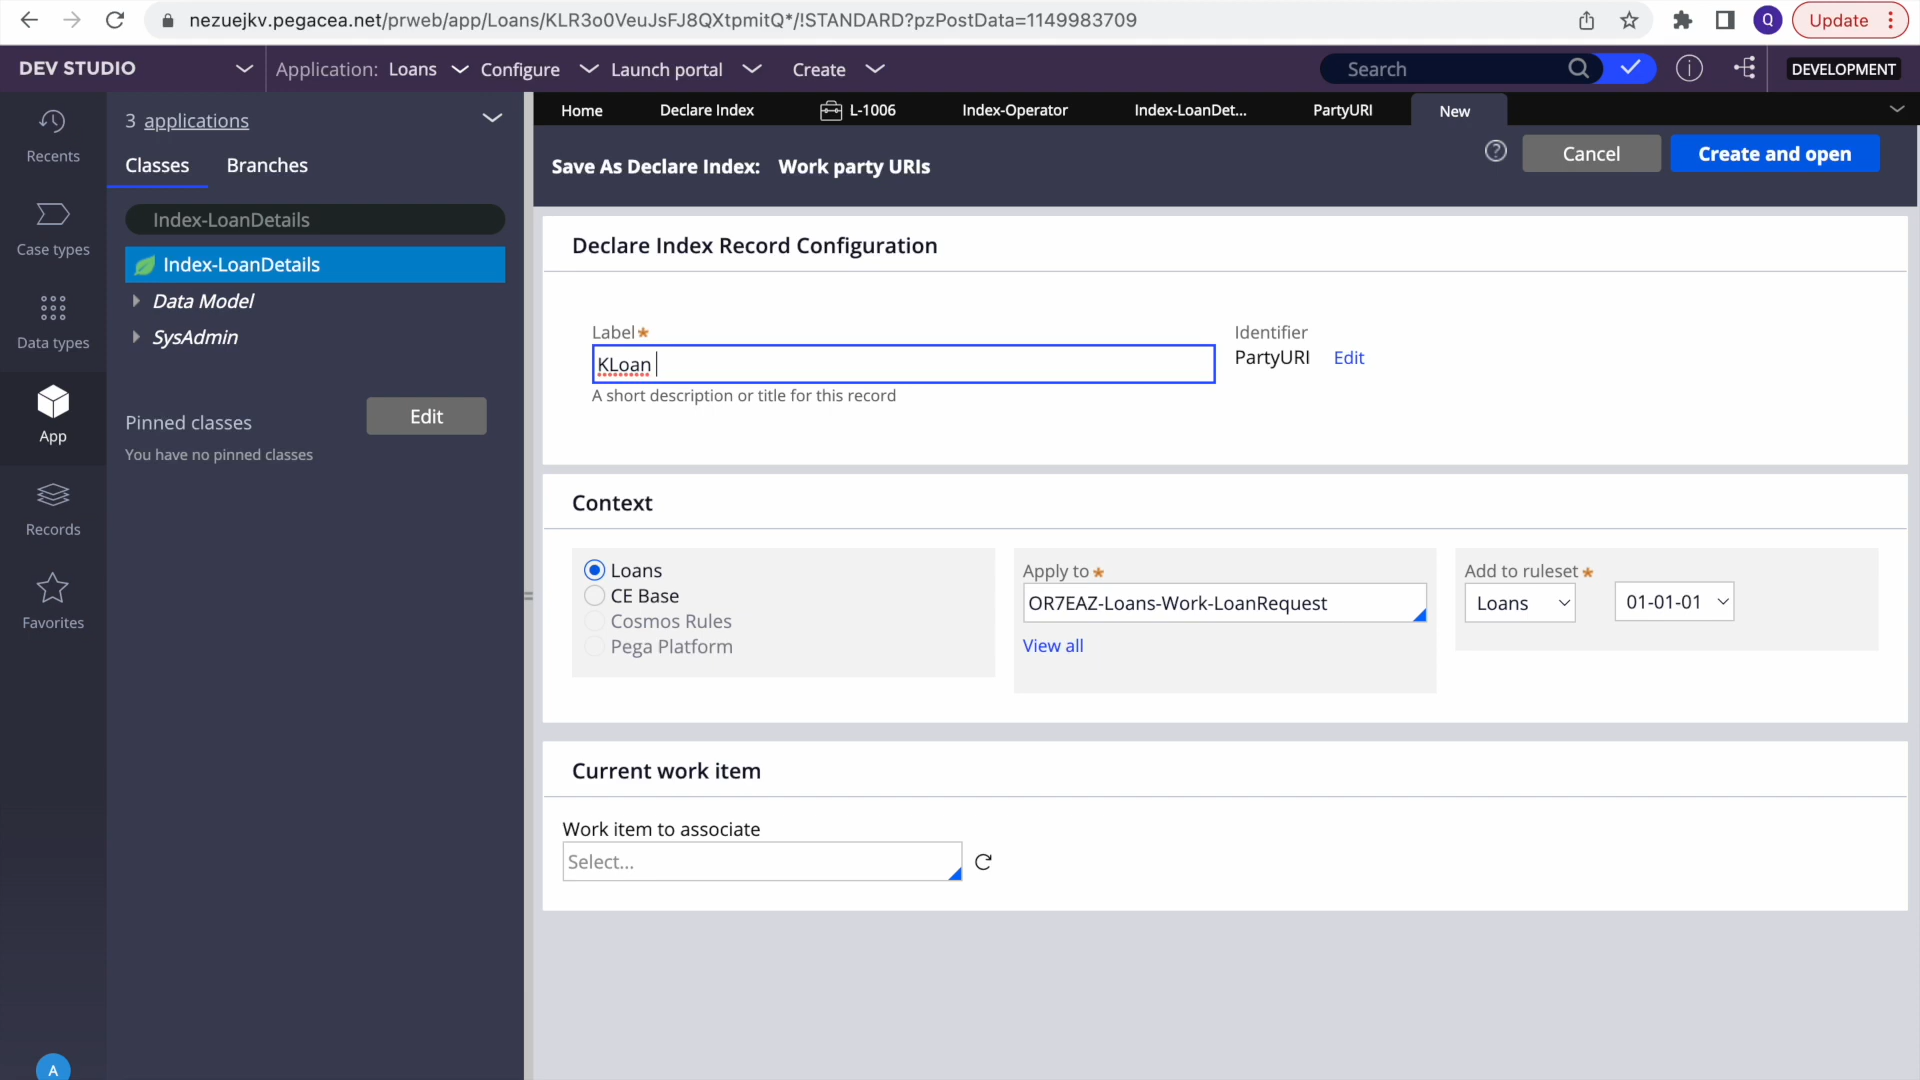 nezuejkv.pegacea.net/prweb/app/Loans/KLR3o0VeuJsFJ8QXtpmitQ*/!STANDARD?pzPostData=1149983709
Q
Update
DEV STUDIO
Application: Loans
Configure
Launch portal
Create
Search
DEVELOPMENT
Recents
Case types
Data types
App
Records
Favorites
A
3 applications
Classes
Branches
Index-LoanDetails
Index-LoanDetails
Data Model
SysAdmin
Pinned classes
Edit
You have no pinned classes
Home
Declare Index
L-1006
Index-Operator
Index-LoanDet...
PartyURI
New
Save As Declare Index: Work party URIs
?
Cancel
Create and open
Declare Index Record Configuration
Label*
KLoan
A short description or title for this record
Identifier
PartyURI Edit
Context
Loans
CE Base
Cosmos Rules
Pega Platform
Apply to *
OR7EAZ-Loans-Work-LoanRequest
View all
Add to ruleset *
Loans
01-01-01
Current work item
Work item to associate
Select...